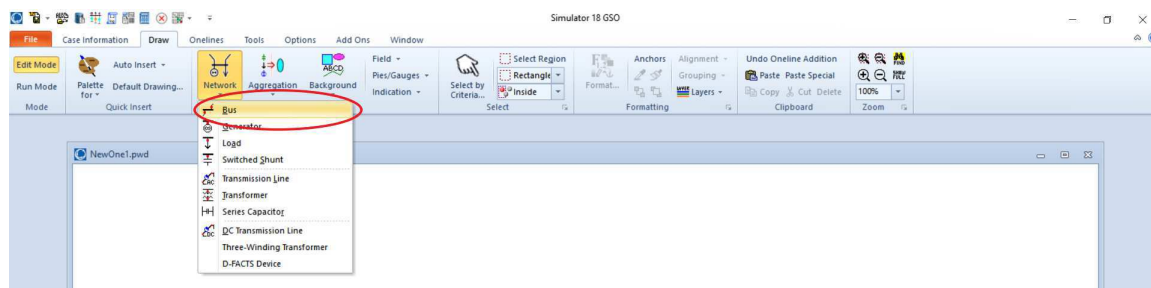 Simulator 18 GSO
File Case Information Draw Onelines Tools Options Add Ons Window
Edit Mode
Run Mode
Mode
Palette for
Auto Insert
Default Drawing...
Quick Insert
Network
Aggregation
ABCD
Background
Field
Pies/Gauges
Indication
Select by Criteria...
Select Region
Rectangle
Inside
Select
Format...
Anchors
Alignment
Grouping
Layers
Formatting
Undo Oneline Addition
Paste Paste Special
Copy Cut Delete
Clipboard
100%
Zoom
Bus
Generator
Load
Switched Shunt
Transmission Line
Transformer
Series Capacitor
DC Transmission Line
Three-Winding Transformer
D-FACTS Device
NewOne1.pwd